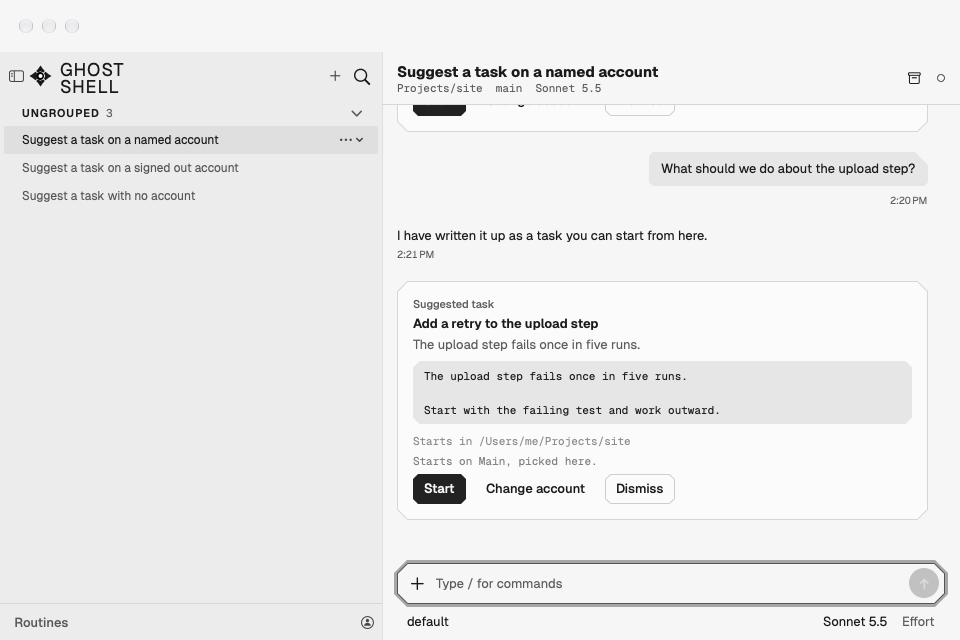 GHOST
SHELL
UNGROUPED 3
Suggest a task on a named account
Suggest a task on a signed out account
Suggest a task with no account
Routines
Suggest a task on a named account
Projects/site main Sonnet 5.5
What should we do about the upload step?
2:20 PM
I have written it up as a task you can start from here.
2:21 PM
Suggested task
Add a retry to the upload step
The upload step fails once in five runs.
The upload step fails once in five runs.
Start with the failing test and work outward.
Starts in /Users/me/Projects/site
Starts on Main, picked here.
Start Change account Dismiss
Type / for commands
default Sonnet 5.5 Effort